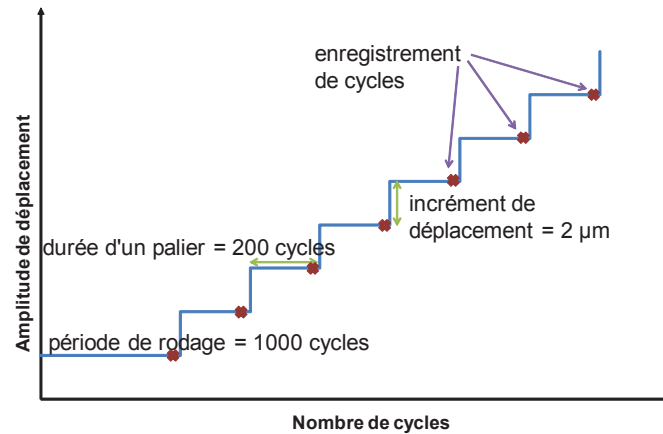 enregistrement
de cycles
Amplitude de déplacement
incrément de
déplacement = 2 µm
durée d'un palier = 200 cycles
période de rodage = 1000 cycles
Nombre de cycles